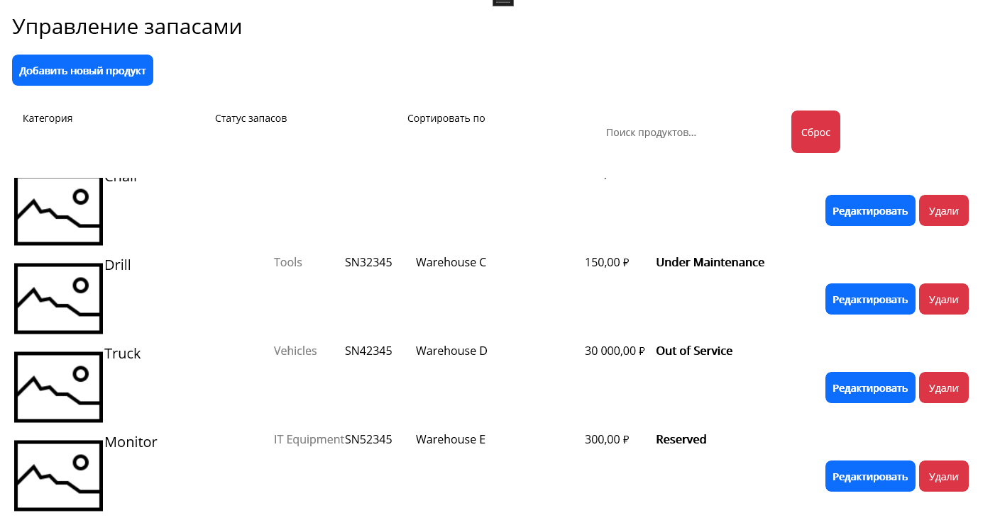 Управление запасами
Добавить новый продукт
Категория Статус запасов Сортировать по
Поиск продуктов... Сброс
Редактировать Удали
Drill Tools SN32345 Warehouse C 150,00 ₽ Under Maintenance
Редактировать Удали
Truck Vehicles SN42345 Warehouse D 30 000,00 ₽ Out of Service
Редактировать Удали
Monitor IT Equipment SN52345 Warehouse E 300,00 ₽ Reserved
Редактировать Удали